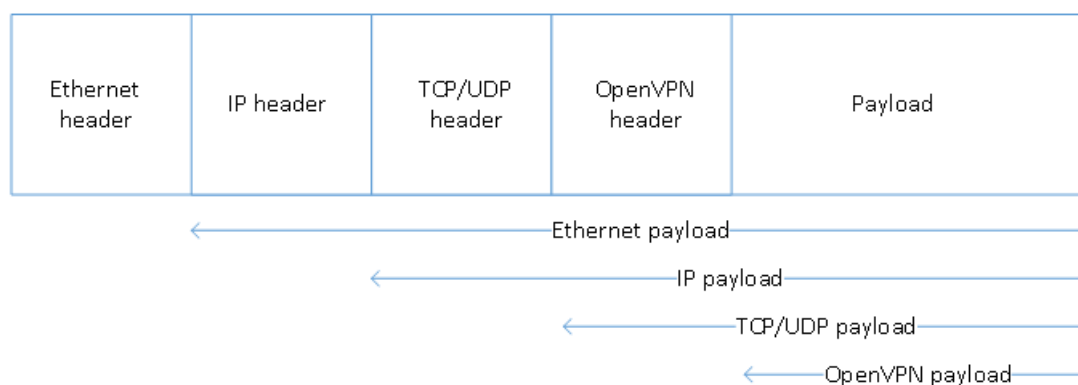 Ethernet
header
IP header
TCP/UDP
header
OpenVPN
header
Payload
Ethernet payload
IP payload
TCP/UDP payload
OpenVPN payload